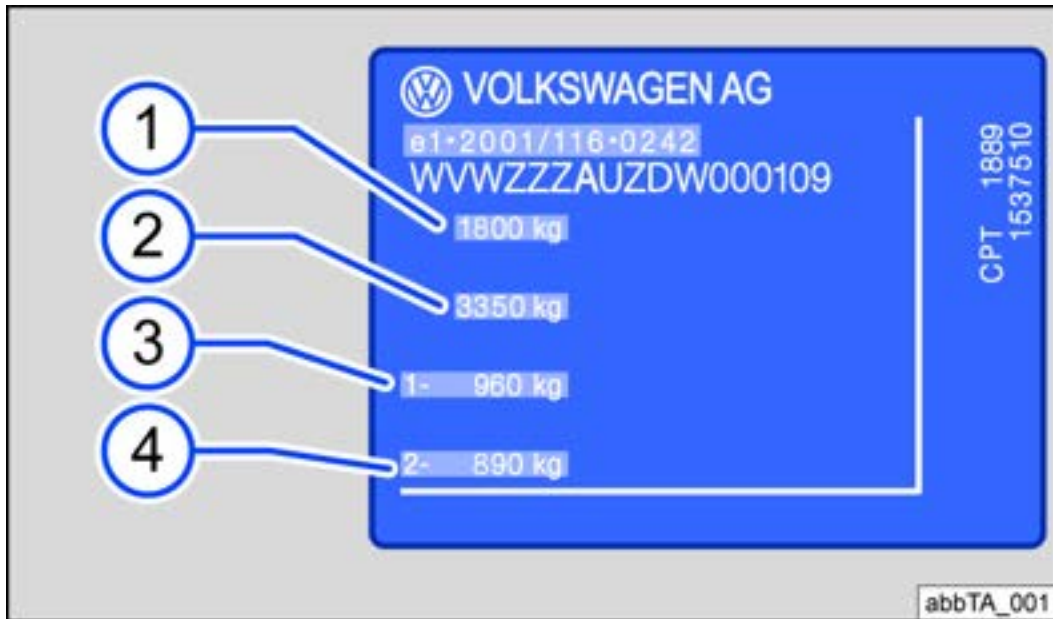 VOLKSWAGEN AG
e1•2001/116•0242
WVWZZZAUZDW000109
1
1800 kg
2
3350 kg
3
1- 960 kg
4
2- 890 kg
CPT 1889
1537510
abbTA_001